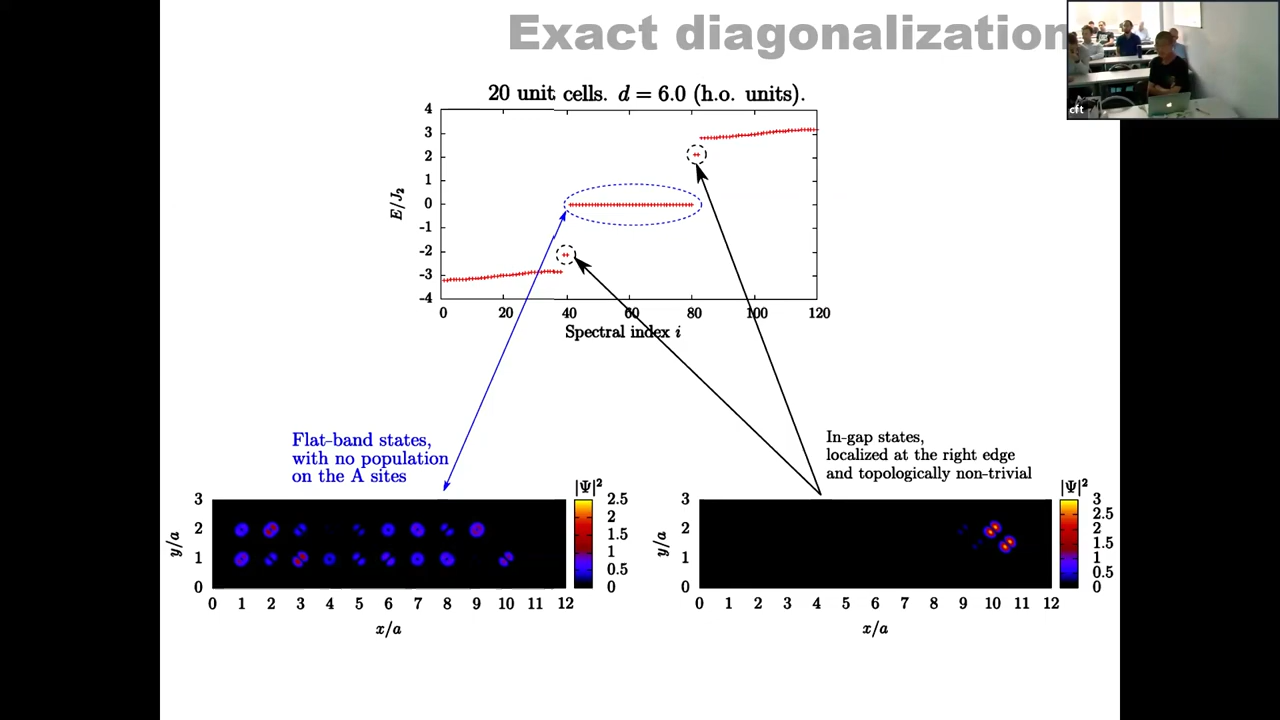 Exact diagonalization
cft
20 unit cells. d = 6.0 (h.o. units).
4
3
2
1
0
-1
-2
-3
-4
E/J₂
0 20 40 60 80 100 120
Spectral index i
Flat-band states,
with no population
on the A sites
In-gap states,
localized at the right edge
and topologically non-trivial
|Ψ|²
3
2
1
0
y/a
2.5
2
1.5
1
0.5
0
0 1 2 3 4 5 6 7 8 9 10 11 12
x/a
|Ψ|²
3
2
1
0
y/a
3
2.5
2
1.5
1
0.5
0
0 1 2 3 4 5 6 7 8 9 10 11 12
x/a